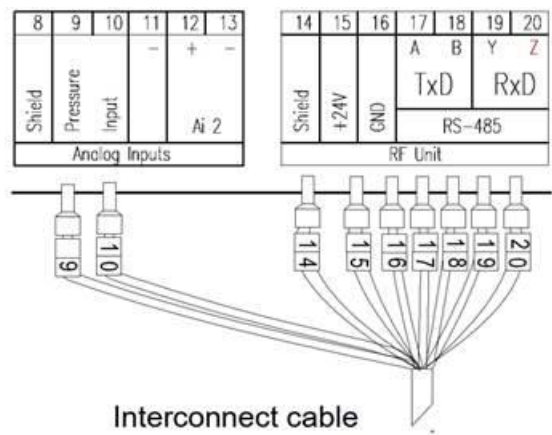 8 9 10 11 12 13
- + -
Shield
Pressure
Input
Ai 2
Analog Inputs
14 15 16 17 18 19 20
A B Y Z
Shield
+24V
GND
TxD RxD
RS-485
RF Unit
9 10 14 15 16 17 18 19 20
Interconnect cable